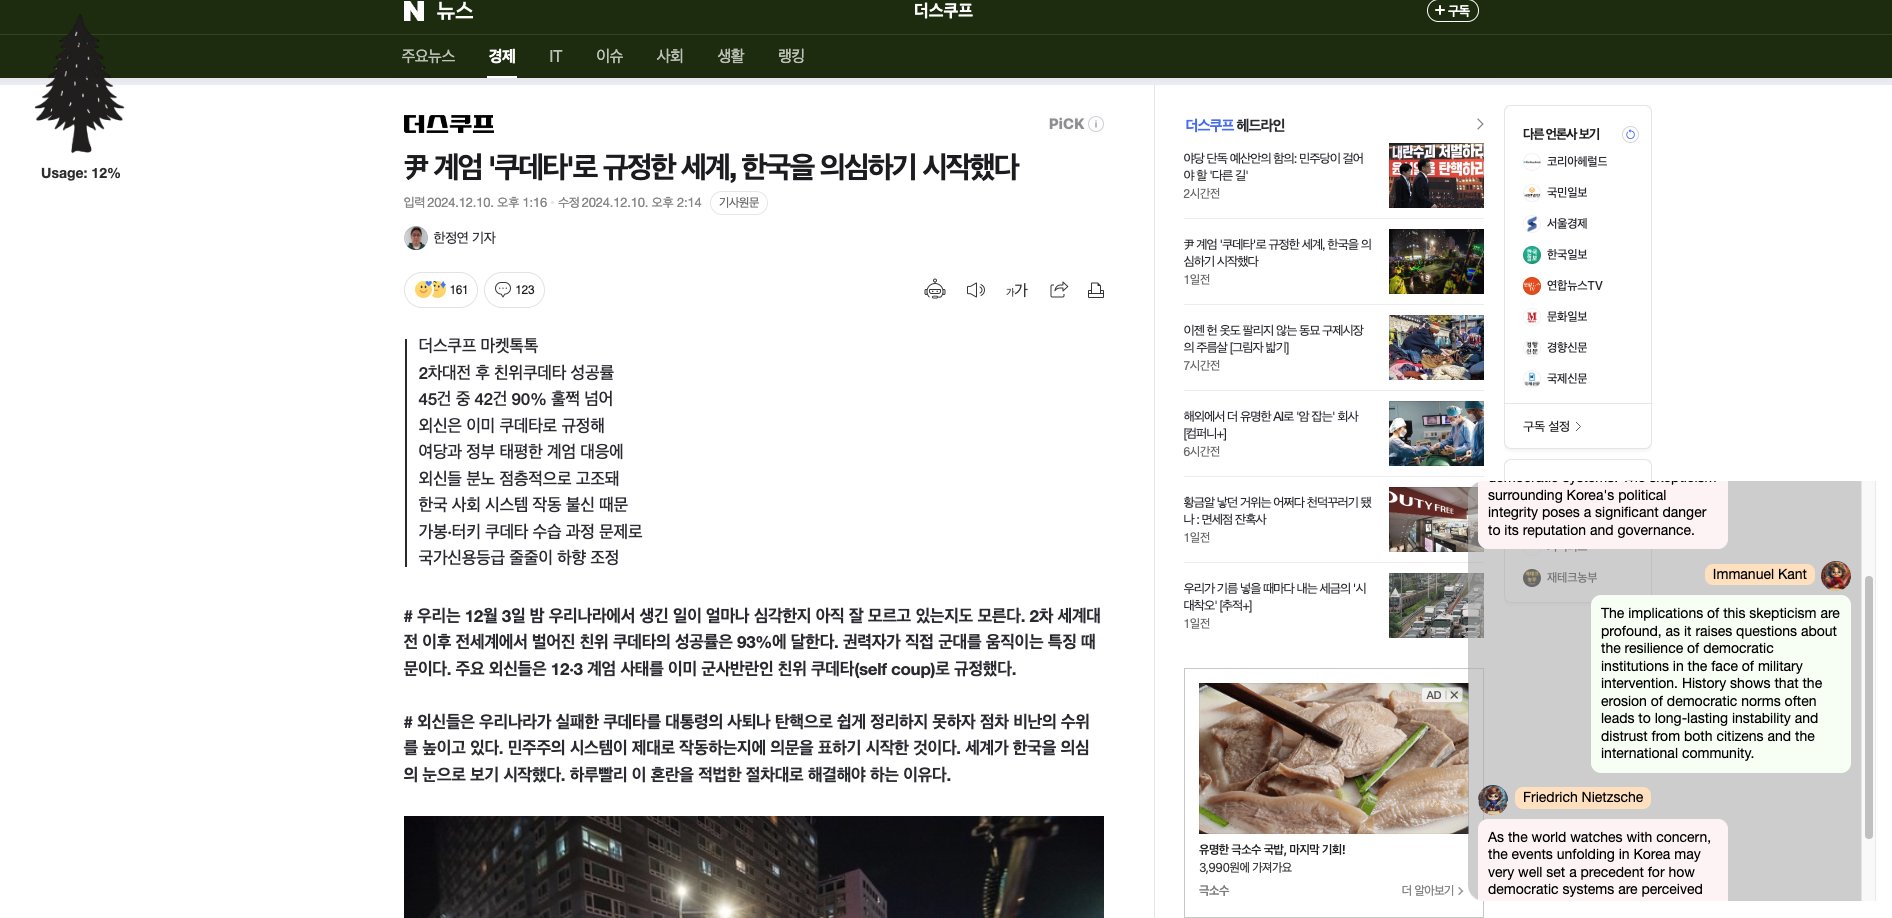 N 뉴스
더스쿠프
+ 구독
주요뉴스 경제 IT 이슈 사회 생활 랭킹
Usage: 12%
더스쿠프
PiCK
尹 계엄 '쿠데타'로 규정한 세계, 한국을 의심하기 시작했다
입력 2024.12.10. 오후 1:16 · 수정 2024.12.10. 오후 2:14 기사원문
한정연 기자
161 123
가가
더스쿠프 마켓톡톡
2차대전 후 친위쿠데타 성공률
45건 중 42건 90% 훌쩍 넘어
외신은 이미 쿠데타로 규정해
여당과 정부 태평한 계엄 대응에
외신들 분노 점층적으로 고조돼
한국 사회 시스템 작동 불신 때문
가봉·터키 쿠데타 수습 과정 문제로
국가신용등급 줄줄이 하향 조정
# 우리는 12월 3일 밤 우리나라에서 생긴 일이 얼마나 심각한지 아직 잘 모르고 있는지도 모른다. 2차 세계대
전 이후 전세계에서 벌어진 친위 쿠데타의 성공률은 93%에 달한다. 권력자가 직접 군대를 움직이는 특징 때
문이다. 주요 외신들은 12·3 계엄 사태를 이미 군사반란인 친위 쿠데타(self coup)로 규정했다.
# 외신들은 우리나라가 실패한 쿠데타를 대통령의 사퇴나 탄핵으로 쉽게 정리하지 못하자 점차 비난의 수위
를 높이고 있다. 민주주의 시스템이 제대로 작동하는지에 의문을 표하기 시작한 것이다. 세계가 한국을 의심
의 눈으로 보기 시작했다. 하루빨리 이 혼란을 적법한 절차대로 해결해야 하는 이유다.
더스쿠프 헤드라인
야당 단독 예산안의 함의: 민주당이 걸어
야 할 '다른 길'
2시간전
尹 계엄 '쿠데타'로 규정한 세계, 한국을 의
심하기 시작했다
1일전
이젠 헌 옷도 팔리지 않는 동묘 구제시장
의 주름살 [그림자 밟기]
7시간전
해외에서 더 유명한 AI로 '암 잡는' 회사
[컴퍼니+]
6시간전
황금알 낳던 거위는 어쩌다 천덕꾸러기 됐
나 : 면세점 잔혹사
1일전
DUTY FREE
우리가 기름 넣을 때마다 내는 세금의 '시
대착오' [추적+]
1일전
AD
유명한 극소수 국밥, 마지막 기회!
3,990원에 가져가요
극소수
더 알아보기
다른 언론사 보기
코리아헤럴드
국민일보
서울경제
한국일보
연합뉴스TV
문화일보
경향신문
국제신문
구독 설정
재테크농부
democratic systems. The skepticism
surrounding Korea's political
integrity poses a significant danger
to its reputation and governance.
Immanuel Kant
The implications of this skepticism are
profound, as it raises questions about
the resilience of democratic
institutions in the face of military
intervention. History shows that the
erosion of democratic norms often
leads to long-lasting instability and
distrust from both citizens and the
international community.
Friedrich Nietzsche
As the world watches with concern,
the events unfolding in Korea may
very well set a precedent for how
democratic systems are perceived